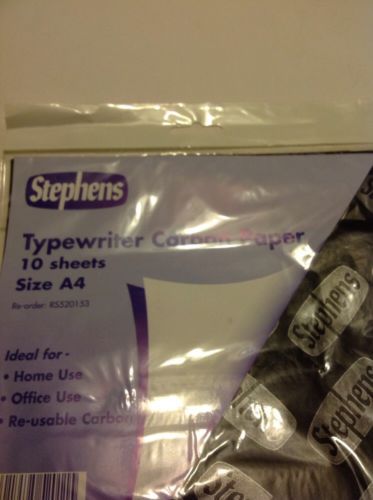 Stephens
Typewriter Carbon Paper
10 sheets
Size A4
Re-order: RS520153
Ideal for -
• Home Use
• Office Use
• Re-usable Carbon
Stephens
Stephens
Stephens